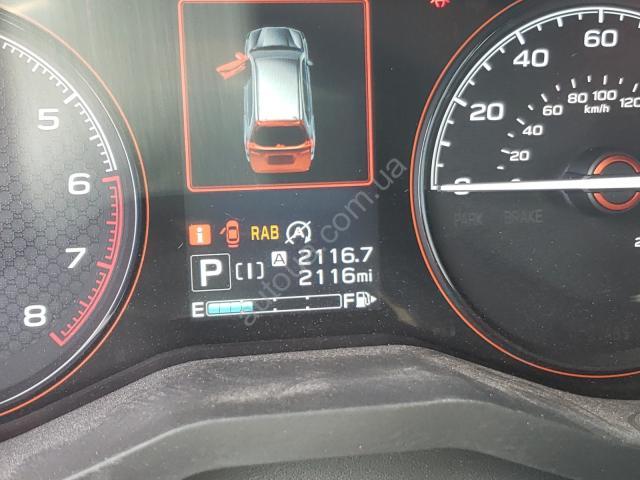 5
6
7
8
i RAB A
P [I] A 2116.7
2116mi
E F
0 20 40 60
20 40 60 80 100 120
km/h
PARK BRAKE
autoua.com.ua